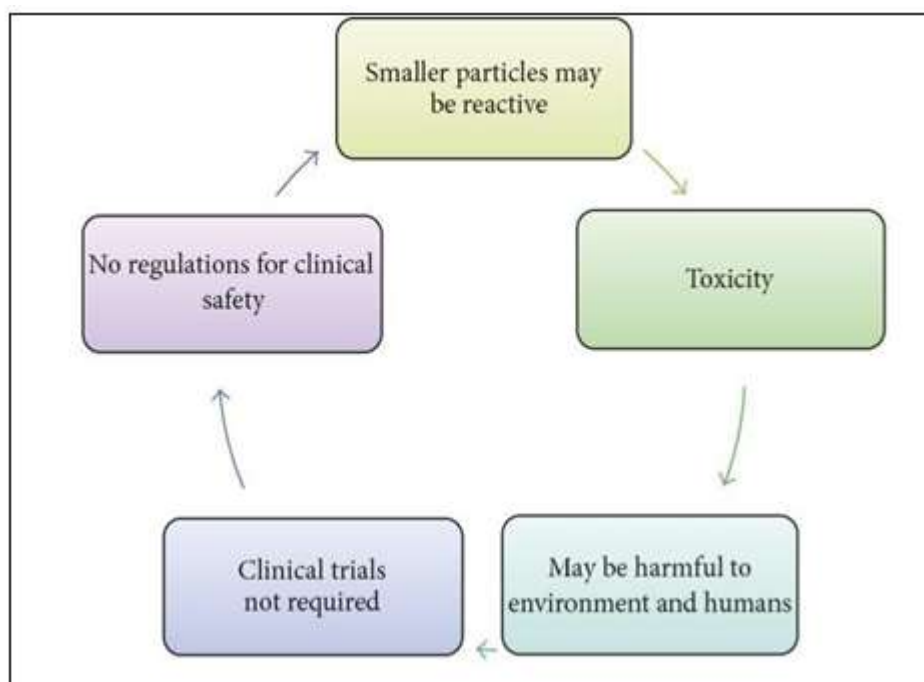 Smaller particles may
be reactive
Toxicity
May be harmful to
environment and humans
Clinical trials
not required
No regulations for clinical
safety